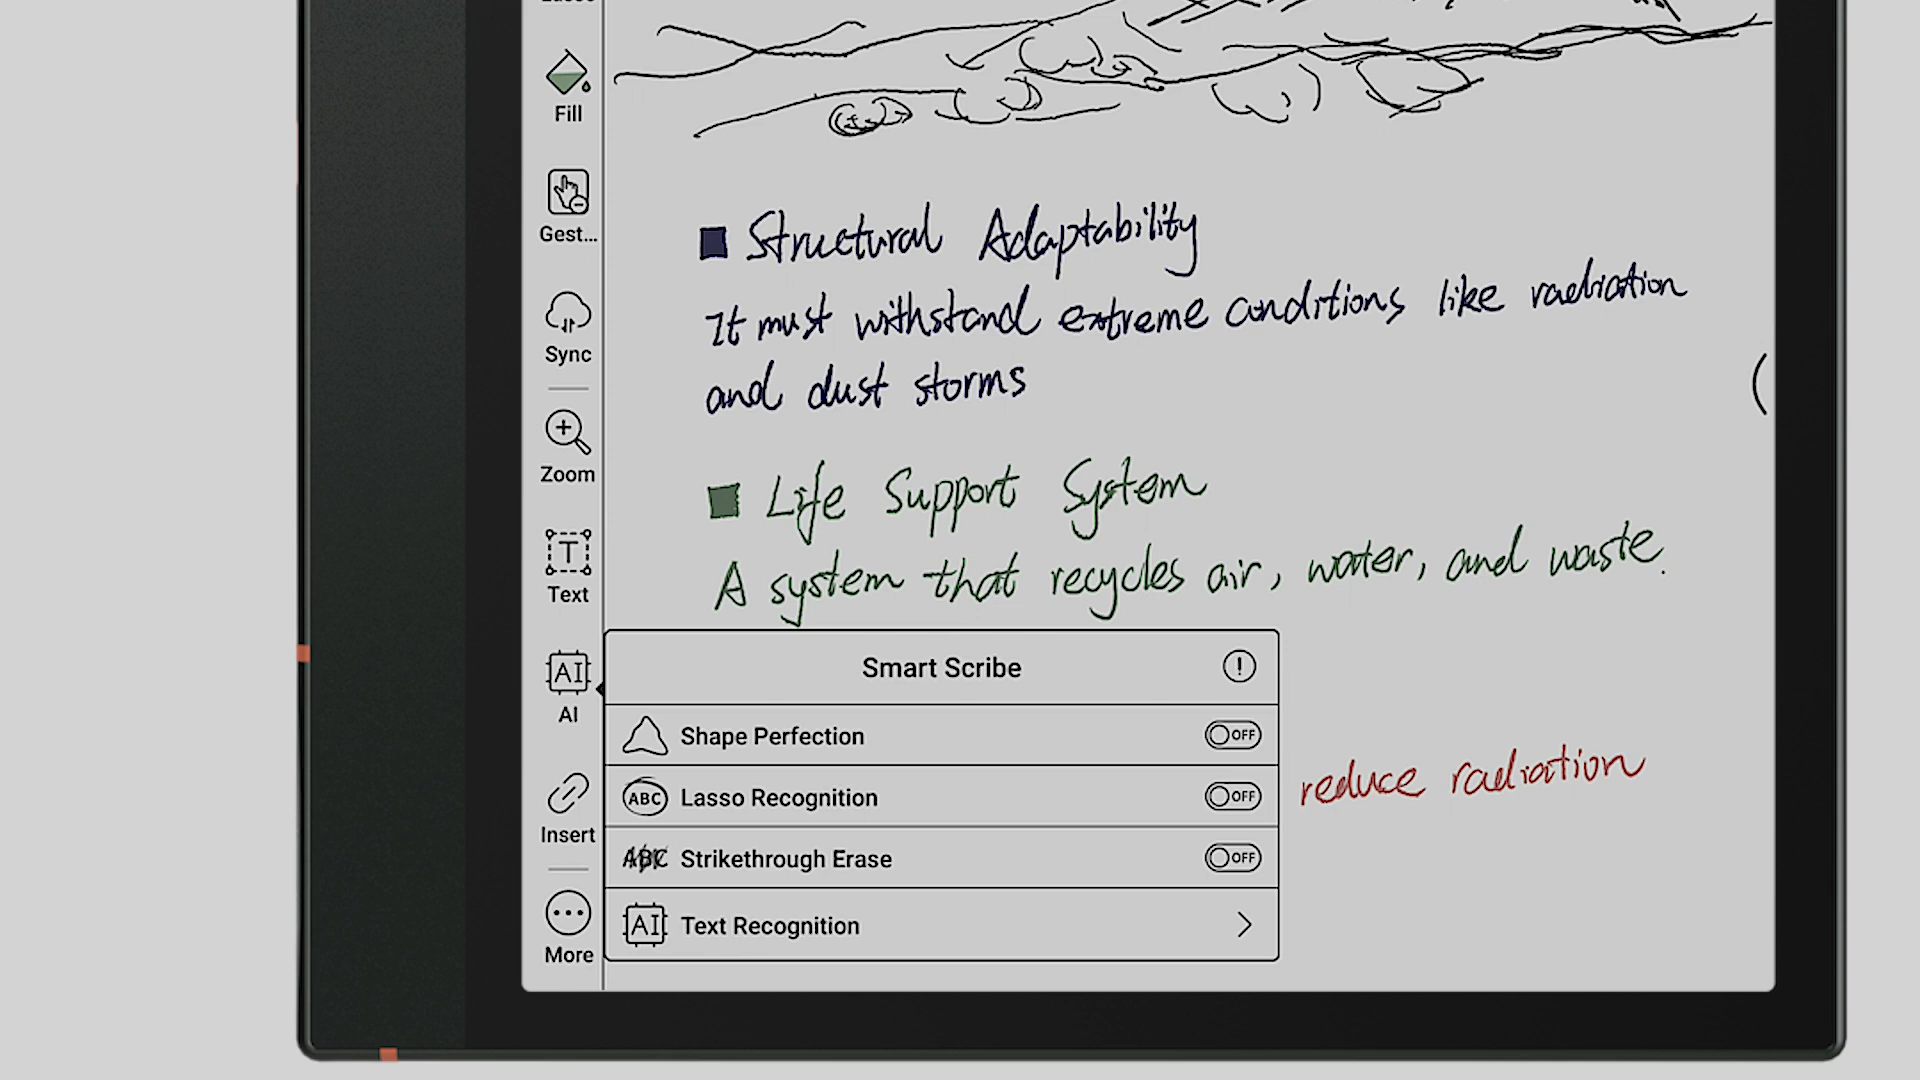 Fill
Gest...
Sync
Zoom
Text
AI
AI
Insert
More
Structural Adaptability
It must withstand extreme conditions like radiation
and dust storms
Life Support System
A system that recycles air, water, and waste.
Smart Scribe
Shape Perfection OFF
ABC Lasso Recognition OFF
ABC Strikethrough Erase OFF
AI Text Recognition
reduce radiation